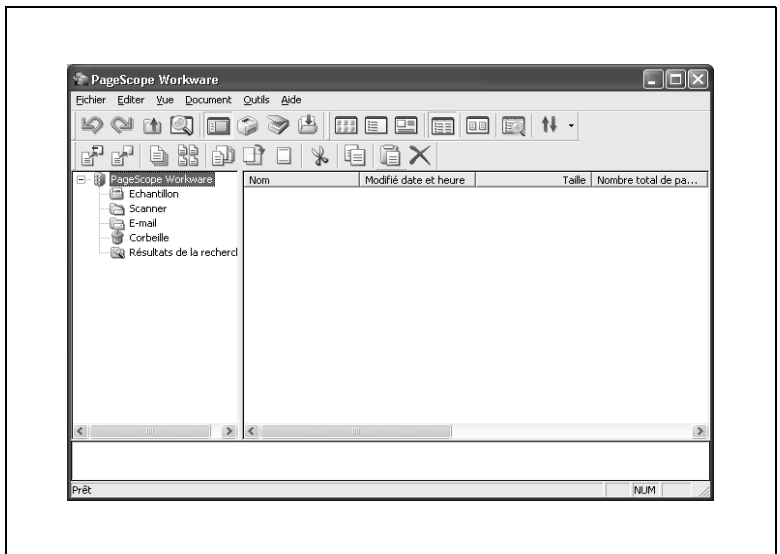 PageScope Workware
Fichier Editer Vue Document Outils Aide
PageScope Workware
Echantillon
Scanner
E-mail
Corbeille
Résultats de la rechercl
Nom Modifié date et heure Taille Nombre total de pa...
Prêt NUM